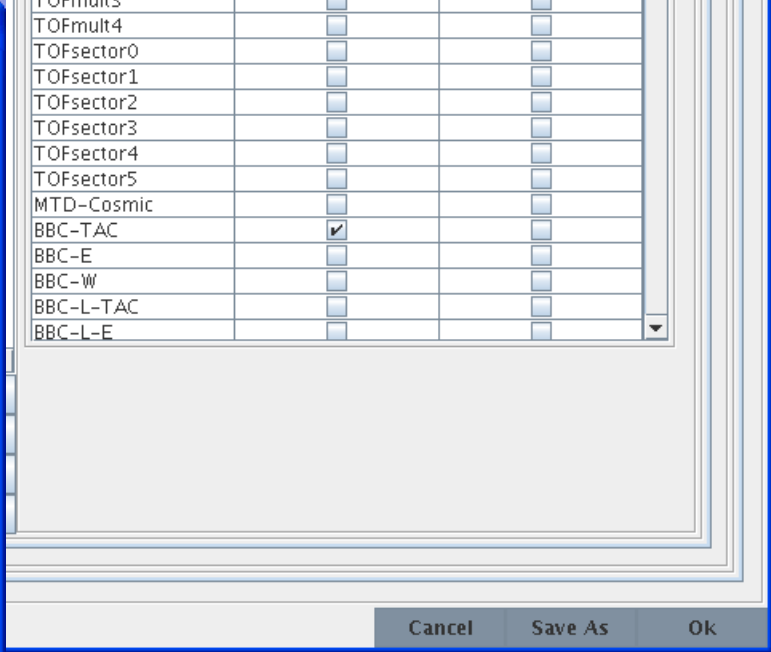 TOFmult3
TOFmult4
TOFsector0
TOFsector1
TOFsector2
TOFsector3
TOFsector4
TOFsector5
MTD-Cosmic
BBC-TAC
BBC-E
BBC-W
BBC-L-TAC
BBC-L-E
Cancel Save As Ok